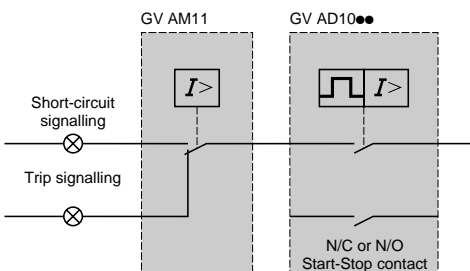 GV AM11
GV AD10●●
I>
I>
Short-circuit
signalling
Trip signalling
N/C or N/O
Start-Stop contact